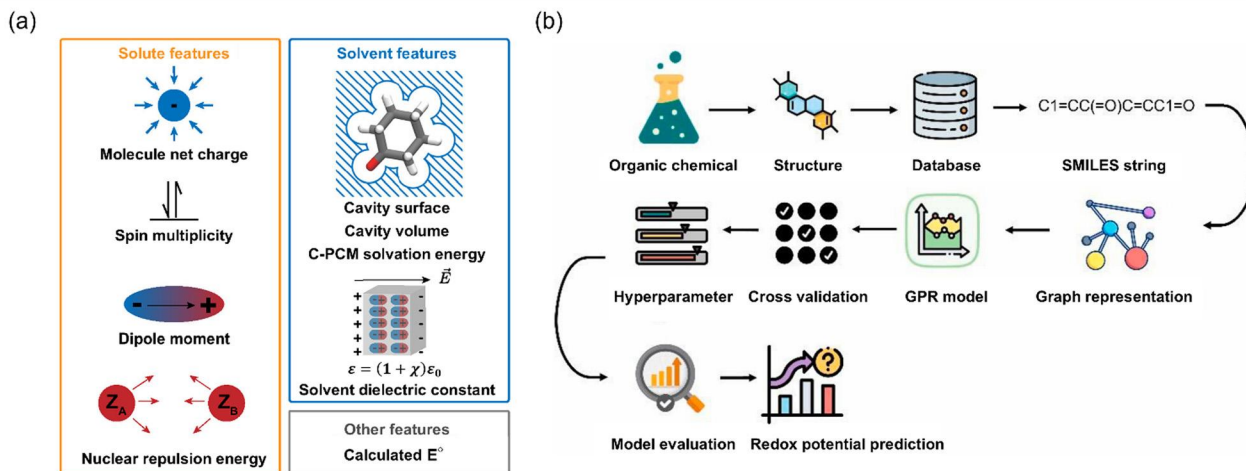 (a)
Solute features
-
Molecule net charge
Spin multiplicity
- +
Dipole moment
Z_A Z_B
Nuclear repulsion energy
Solvent features
Cavity surface
Cavity volume
C-PCM solvation energy
E⃗
+ - + -
+ - + -
+ - + -
+ - + -
+ - + -
ε = (1 + χ)ε₀
Solvent dielectric constant
Other features
Calculated E°
(b)
Organic chemical
Structure
Database
C1=CC(=O)C=CC1=O
SMILES string
Hyperparameter
Cross validation
GPR model
Graph representation
?
Model evaluation
Redox potential prediction